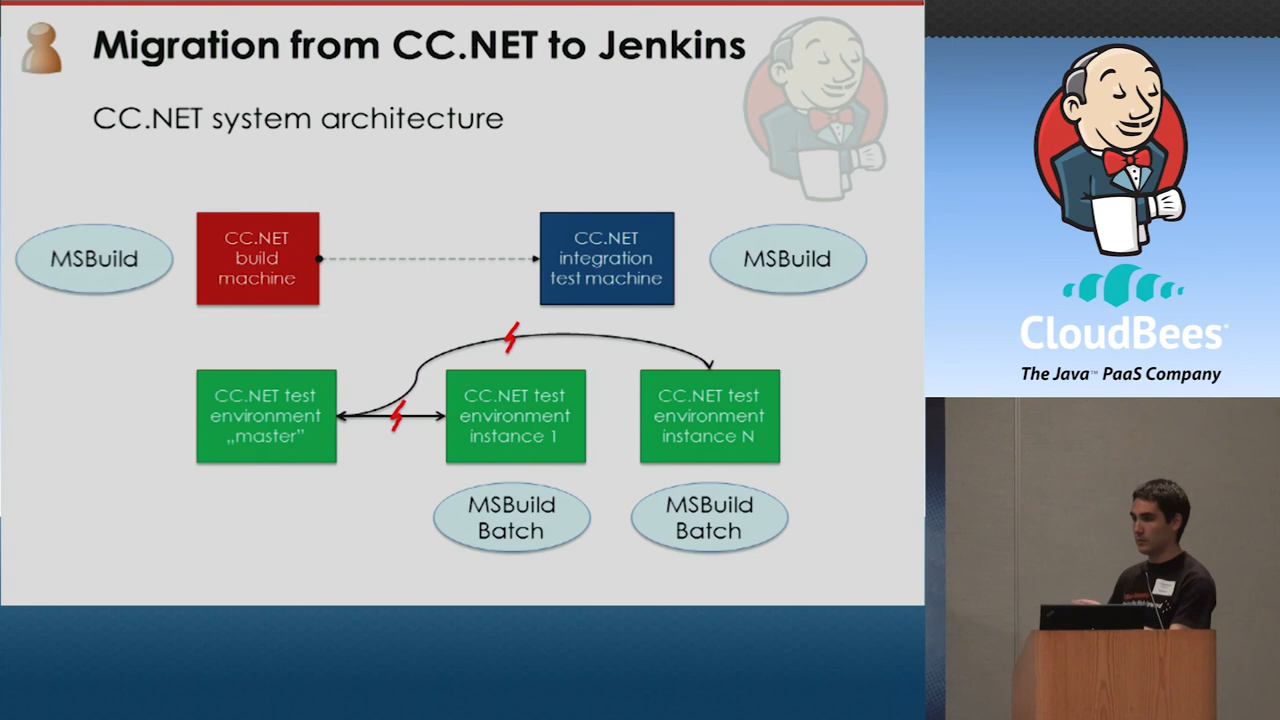 Migration from CC.NET to Jenkins
CC.NET system architecture
MSBuild
CC.NET
build
machine
CC.NET
integration
test machine
MSBuild
CC.NET test
environment
„master”
CC.NET test
environment
instance 1
CC.NET test
environment
instance N
MSBuild
Batch
MSBuild
Batch
CloudBees
The Java™ PaaS Company